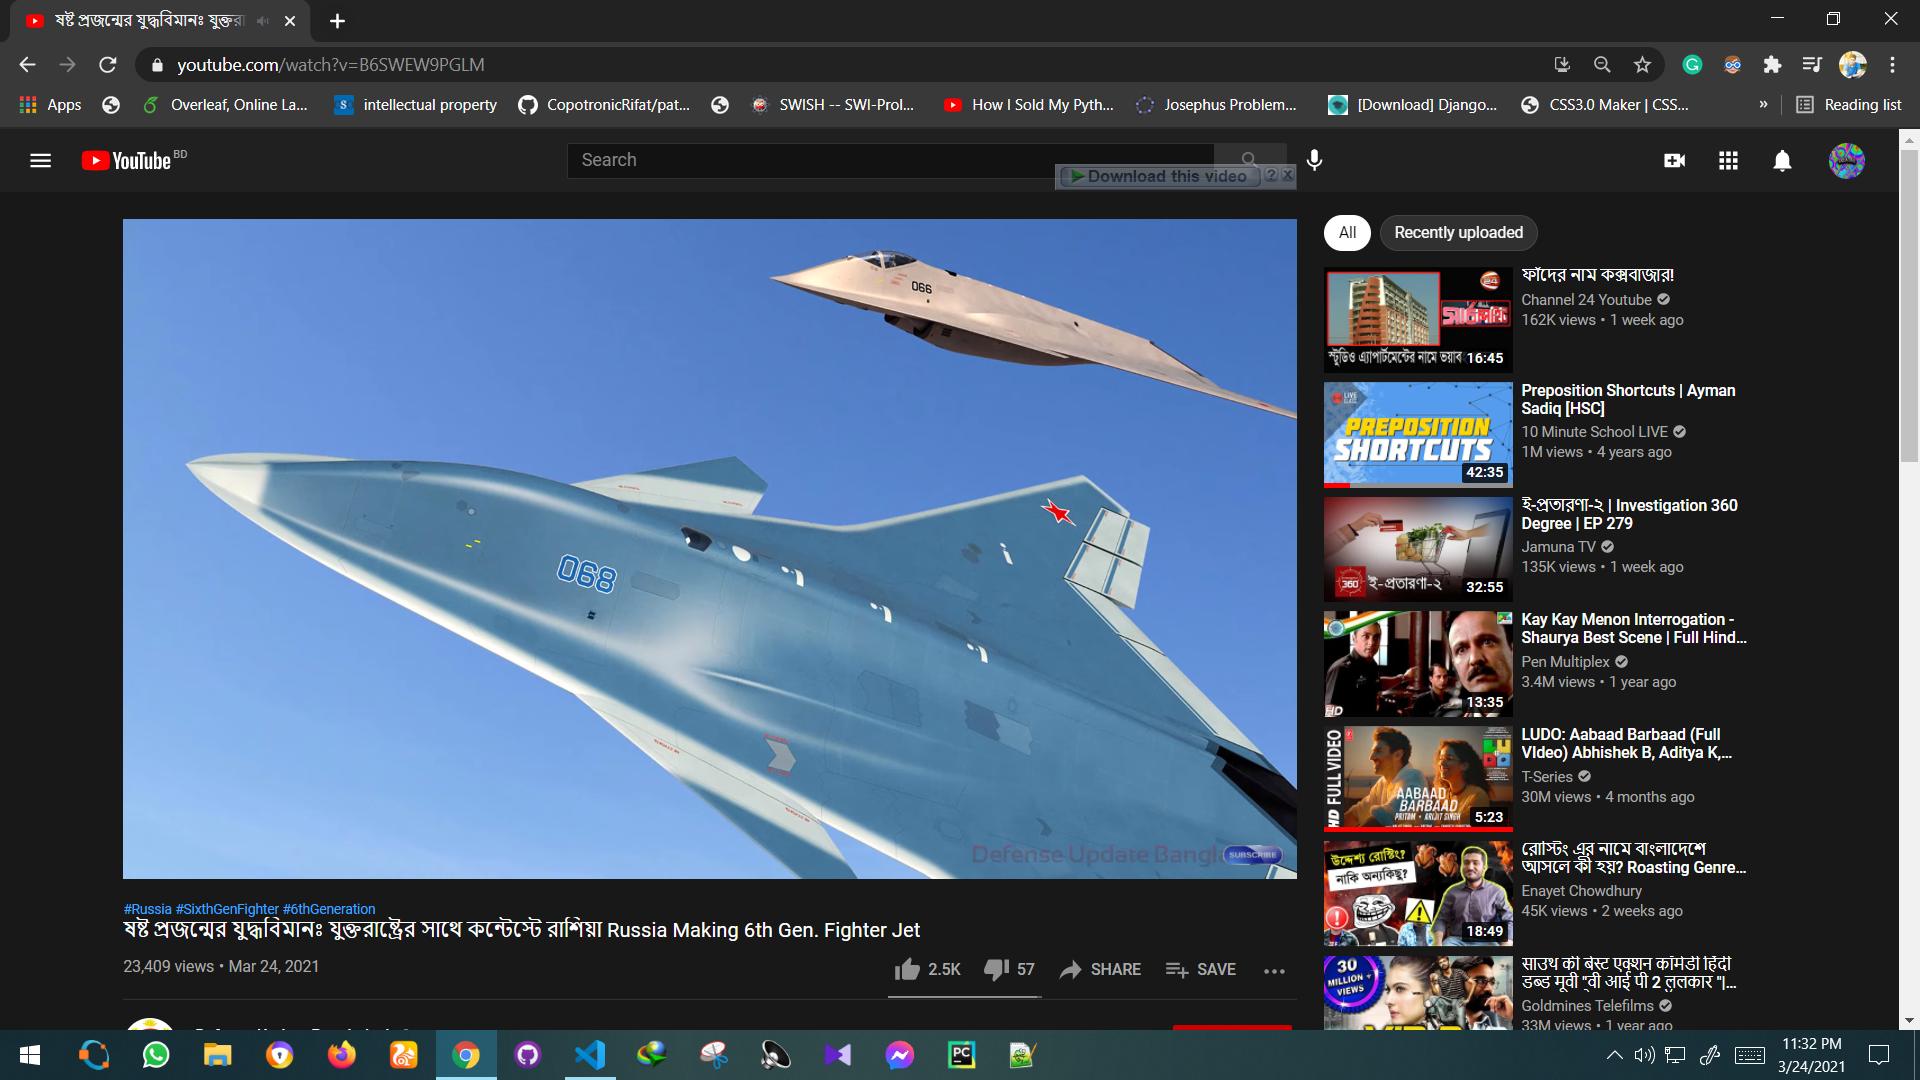 ষষ্ট প্রজন্মের যুদ্ধবিমানঃ যুক্তরা
youtube.com/watch?v=B6SWEW9PGLM
Apps
Overleaf, Online La...
intellectual property
CopotronicRifat/pat...
SWISH -- SWI-Prol...
How I Sold My Pyth...
Josephus Problem...
[Download] Django...
CSS3.0 Maker | CSS...
»
Reading list
YouTube BD
Search
Download this video
? X
066
068
Defense Update Bangl
SUBSCRIBE
#Russia #SixthGenFighter #6thGeneration
ষষ্ট প্রজন্মের যুদ্ধবিমানঃ যুক্তরাষ্ট্রের সাথে কন্টেস্টে রাশিয়া Russia Making 6th Gen. Fighter Jet
23,409 views • Mar 24, 2021
2.5K
57
SHARE
SAVE
All
Recently uploaded
24
স্টুডিও এ্যাপার্টমেন্টের নামে ভয়াব
16:45
ফাঁদের নাম কক্সবাজার!
Channel 24 Youtube
162K views • 1 week ago
LIVE
PREPOSITION
SHORTCUTS
42:35
Preposition Shortcuts | Ayman
Sadiq [HSC]
10 Minute School LIVE
1M views • 4 years ago
360
ই-প্রতারণা-২
32:55
ই-প্রতারণা-২ | Investigation 360
Degree | EP 279
Jamuna TV
135K views • 1 week ago
HD
13:35
Kay Kay Menon Interrogation -
Shaurya Best Scene | Full Hind...
Pen Multiplex
3.4M views • 1 year ago
HD FULL VIDEO
AABAAD
BARBAAD
PRITAM • ARIJIT SINGH
5:23
LUDO: Aabaad Barbaad (Full
VIdeo) Abhishek B, Aditya K,...
T-Series
30M views • 4 months ago
উদ্দেশ্য রোস্টিং?
নাকি অন্যকিছু?
18:49
রোস্টিং এর নামে বাংলাদেশে
আসলে কী হয়? Roasting Genre...
Enayet Chowdhury
45K views • 2 weeks ago
30
MILLION +
VIEWS
साउथ की बेस्ट एक्शन कॉमेडी हिंदी
डब्ड मूवी "वी आई पी 2 ललकार "|...
Goldmines Telefilms
33M views • 1 year ago
PC
11:32 PM
3/24/2021